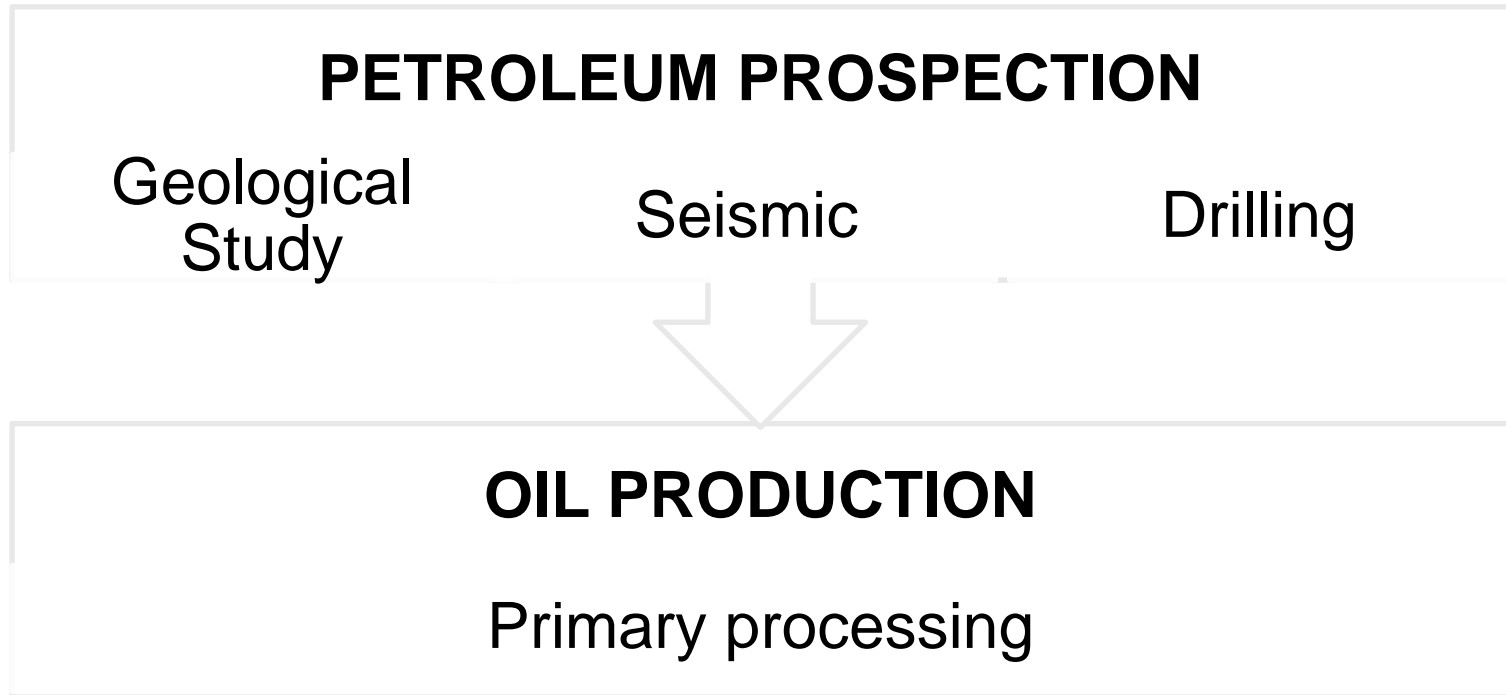 PETROLEUM PROSPECTION
Geological
Study
Seismic
Drilling
OIL PRODUCTION
Primary processing